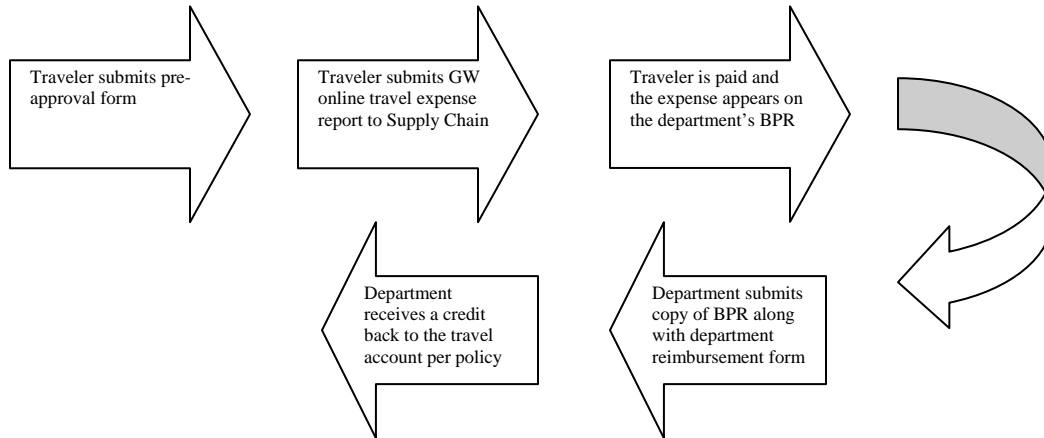 Traveler submits pre-
approval form
Traveler submits GW
online travel expense
report to Supply Chain
Traveler is paid and
the expense appears on
the department's BPR
Department submits
copy of BPR along
with department
reimbursement form
Department
receives a credit
back to the travel
account per policy